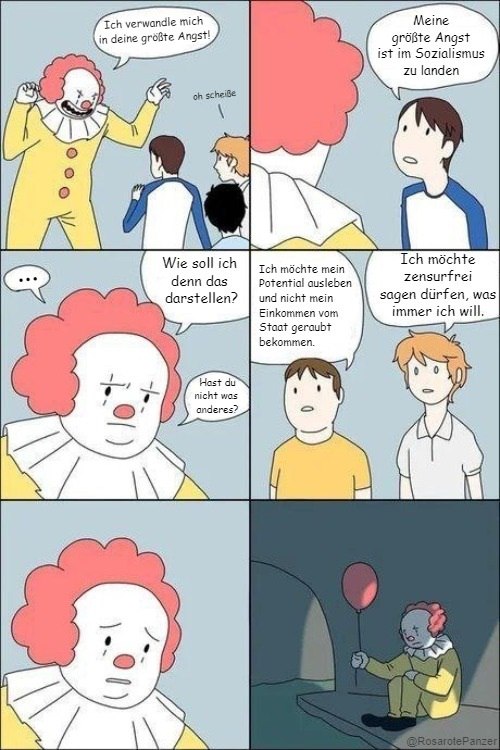 Ich verwandle mich
in deine größte Angst!
oh scheiße
Meine
größte Angst
ist im Sozialismus
zu landen
...
Wie soll ich
denn das
darstellen?
Hast du
nicht was
anderes?
Ich möchte mein
Potential ausleben
und nicht mein
Einkommen vom
Staat geraubt
bekommen.
Ich möchte
zensurfrei
sagen dürfen, was
immer ich will.
@RosarotePanzer